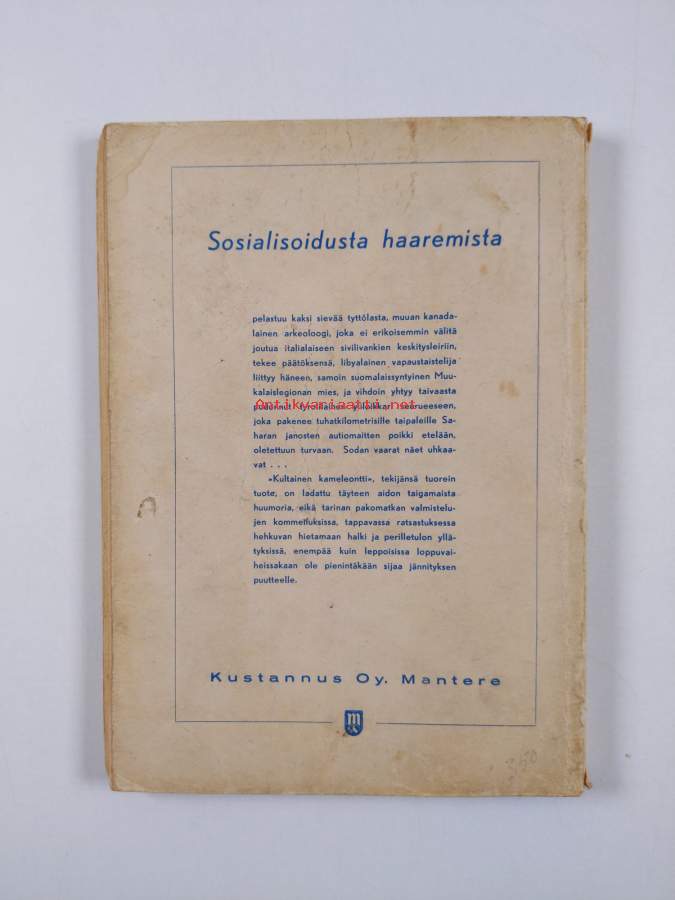 Sosialisoidusta haaremista
pelastuu kaksi sievää tyttölasta, muuan kanada-
lainen arkeoloogi, joka ei erikoisemmin välitä
joutua italialaiseen sivilivankien keskitysleiriin,
tekee päätöksensä, libyalainen vapaustaistelija
liittyy häneen, samoin suomalaissyntyinen Muu-
kalaislegionan mies, ja vihdoin yhtyy taivaasta
Antikvariaatti.net
joka pakenee tuhatkilometrisille taipaleille Sa-
haran janosten autiomaitten poikki etelään,
oletettuun turvaan. Sodan vaarat näet uhkaa-
vat . . .
»Kultainen kameleontti», tekijänsä tuorein
tuote, on ladattu täyteen aidon taigamaista
huumoria, eikä tarinan pakomatkan valmistelu-
jen kommelluksissa, tappavassa ratsastuksessa
hehkuvan hietamaan halki ja perilletulon yllä-
tyksissä, enempää kuin leppoisissa loppuvai-
heissakaan ole pienintäkään sijaa jännityksen
puutteelle.
Kustannus Oy. Mantere
m